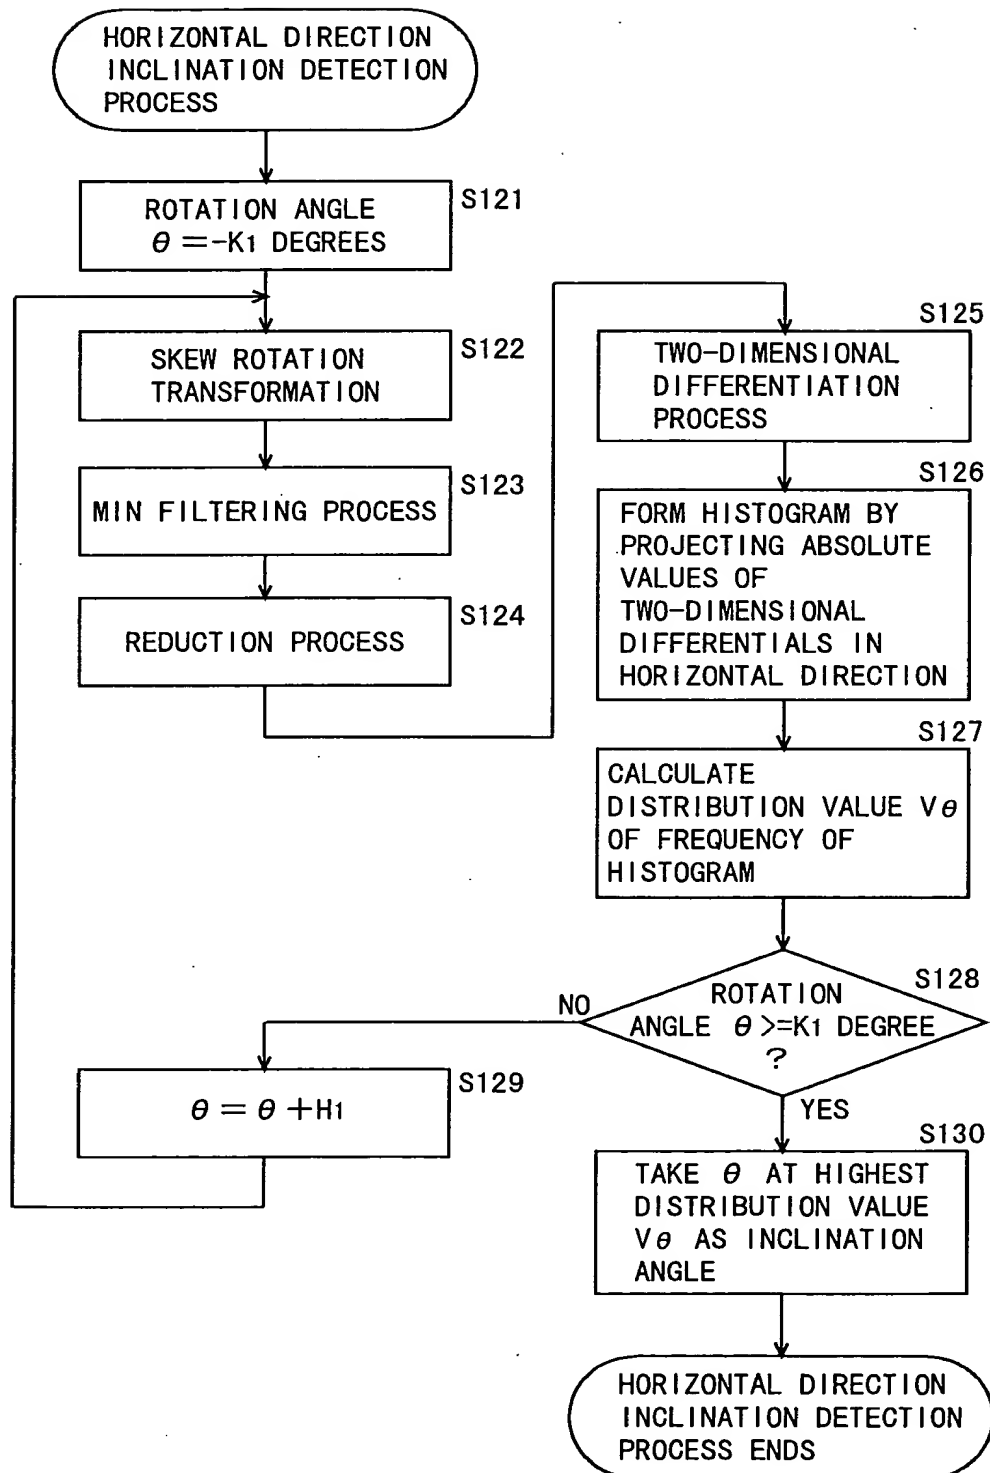 HORIZONTAL DIRECTION
INCLINATION DETECTION
PROCESS
S121
ROTATION ANGLE
θ=-K1 DEGREES
S122
SKEW ROTATION
TRANSFORMATION
S123
MIN FILTERING PROCESS
S124
REDUCTION PROCESS
S125
TWO-DIMENSIONAL
DIFFERENTIATION
PROCESS
S126
FORM HISTOGRAM BY
PROJECTING ABSOLUTE
VALUES OF
TWO-DIMENSIONAL
DIFFERENTIALS IN
HORIZONTAL DIRECTION
S127
CALCULATE
DISTRIBUTION VALUE Vθ
OF FREQUENCY OF
HISTOGRAM
S128
ROTATION
ANGLE θ>=K1 DEGREE
?
NO
YES
S129
θ=θ+H1
S130
TAKE θ AT HIGHEST
DISTRIBUTION VALUE
Vθ AS INCLINATION
ANGLE
HORIZONTAL DIRECTION
INCLINATION DETECTION
PROCESS ENDS